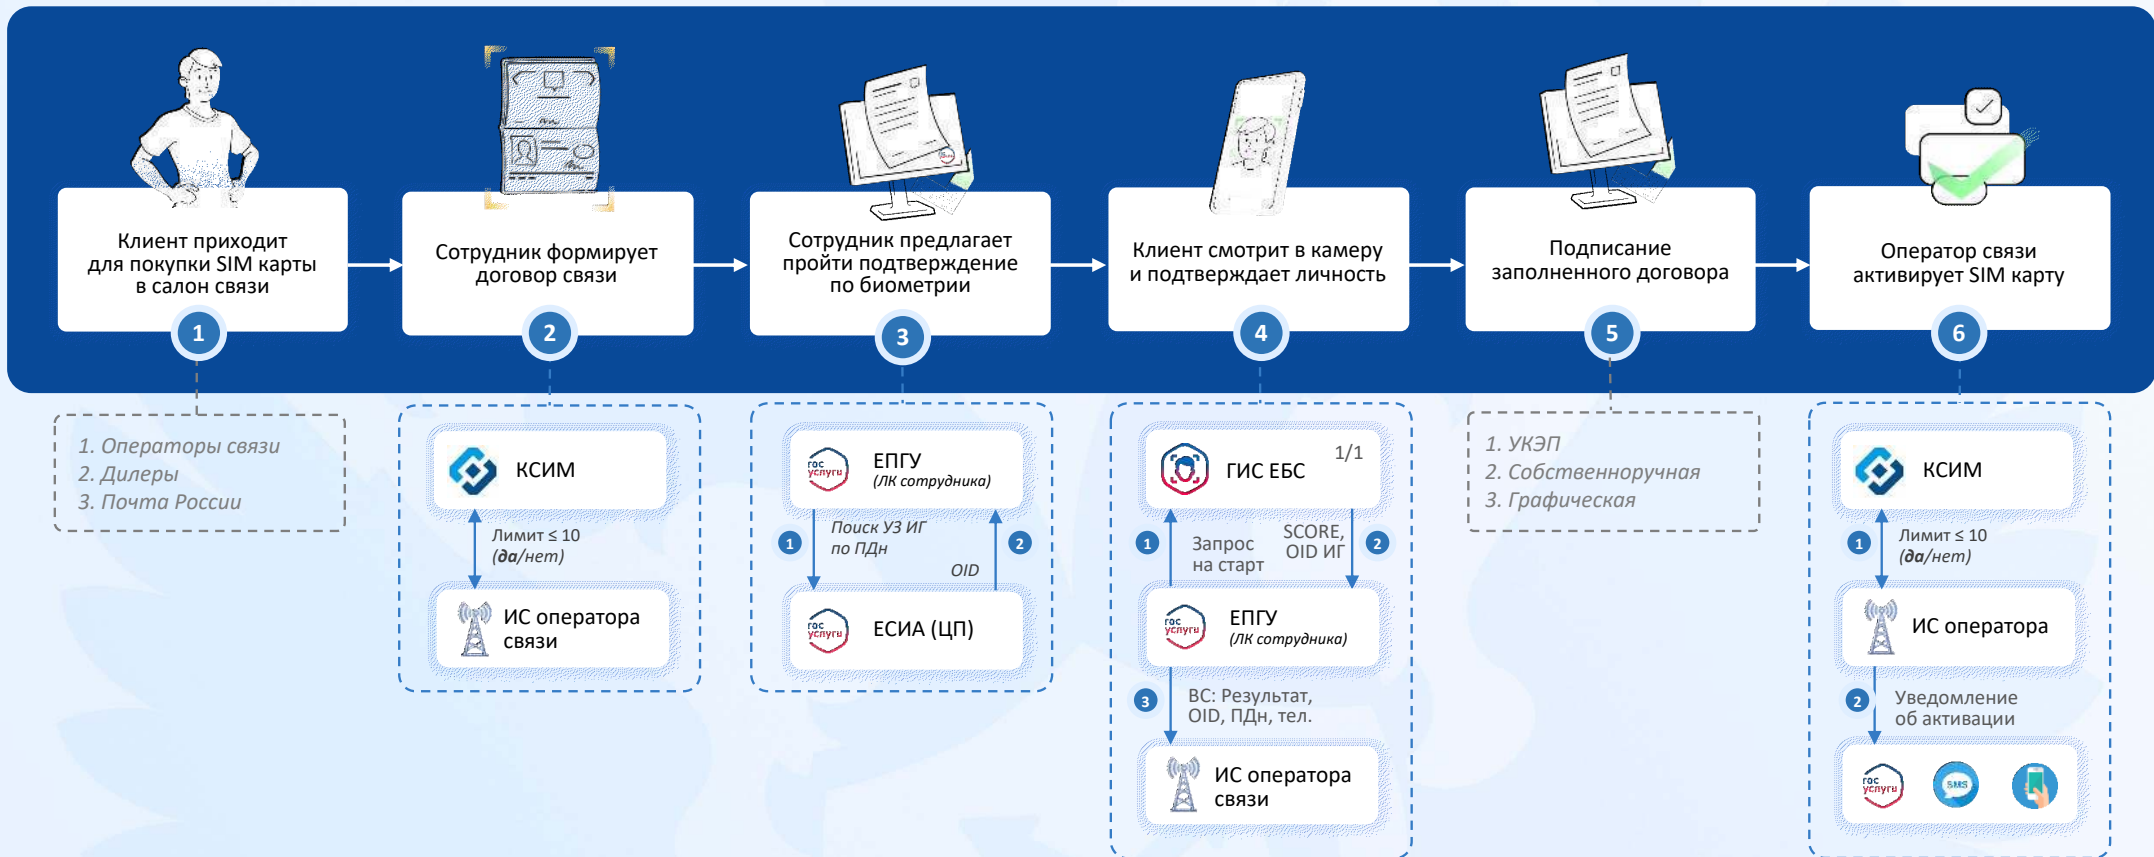 Клиент приходит
для покупки SIM карты
в салон связи
1
Сотрудник формирует
договор связи
2
Сотрудник предлагает
пройти подтверждение
по биометрии
3
Клиент смотрит в камеру
и подтверждает личность
4
Подписание
заполненного договора
5
Оператор связи
активирует SIM карту
6
1. Операторы связи
2. Дилеры
3. Почта России
КСИМ
Лимит ≤ 10
(да/нет)
ИС оператора
связи
гос
услуги
ЕПГУ
(ЛК сотрудника)
1
Поиск УЗ ИГ
по ПДн
2
OID
гос
услуги
ЕСИА (ЦП)
ГИС ЕБС
1/1
1
Запрос
на старт
SCORE,
OID ИГ
2
гос
услуги
ЕПГУ
(ЛК сотрудника)
3
ВС: Результат,
OID, ПДн, тел.
ИС оператора
связи
1. УКЭП
2. Собственноручная
3. Графическая
КСИМ
1
Лимит ≤ 10
(да/нет)
ИС оператора
2
Уведомление
об активации
гос
услуги
SMS